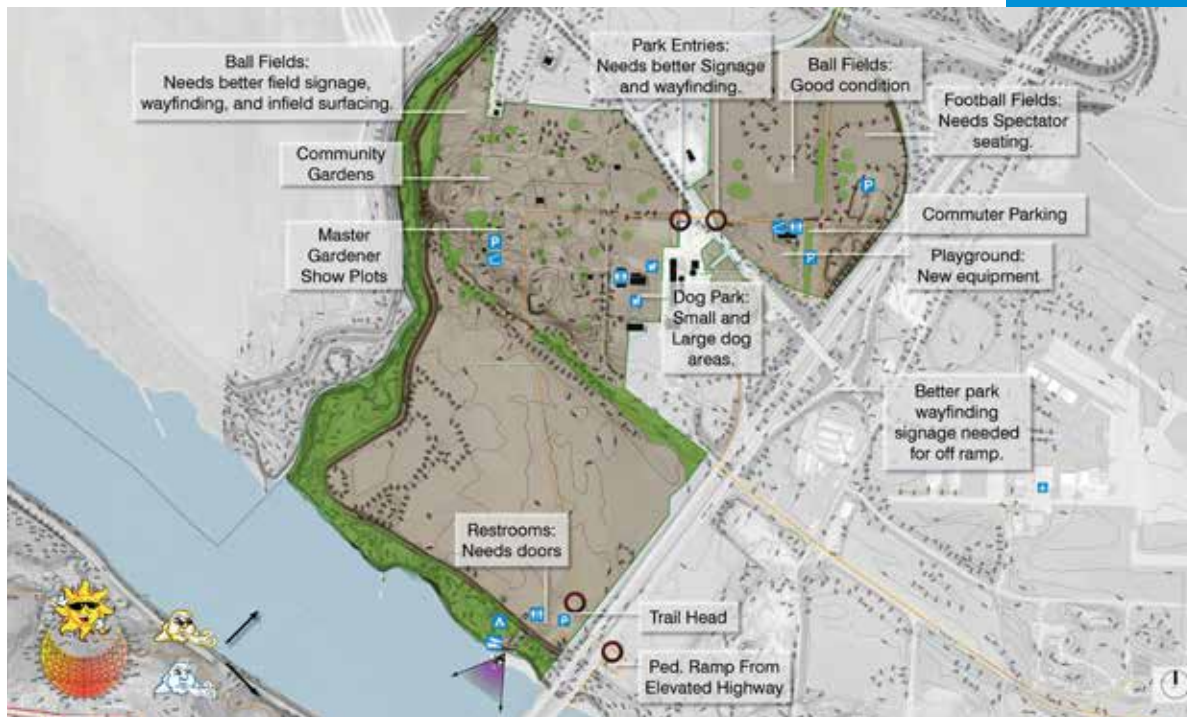 Ball Fields:
Needs better field signage,
wayfinding, and infield surfacing.
Park Entries:
Needs better Signage
and wayfinding.
Ball Fields:
Good condition
Football Fields:
Needs Spectator
seating.
Community
Gardens
P
Commuter Parking
Master
Gardener
Show Plots
P
P
Playground:
New equipment
Dog Park:
Small and
Large dog
areas.
Better park
wayfinding
signage needed
for off ramp.
Restrooms:
Needs doors
P
Trail Head
Ped. Ramp From
Elevated Highway